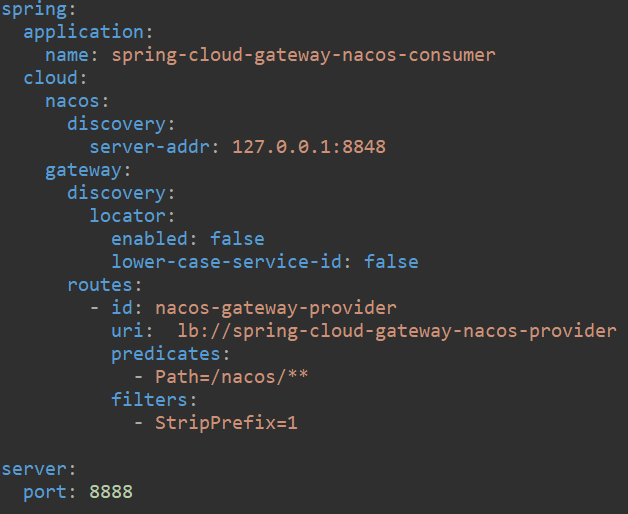 spring:
  application:
    name: spring-cloud-gateway-nacos-consumer
  cloud:
    nacos:
      discovery:
        server-addr: 127.0.0.1:8848
    gateway:
      discovery:
        locator:
          enabled: false
          lower-case-service-id: false
      routes:
        - id: nacos-gateway-provider
          uri:  lb://spring-cloud-gateway-nacos-provider
          predicates:
            - Path=/nacos/**
          filters:
            - StripPrefix=1

server:
  port: 8888